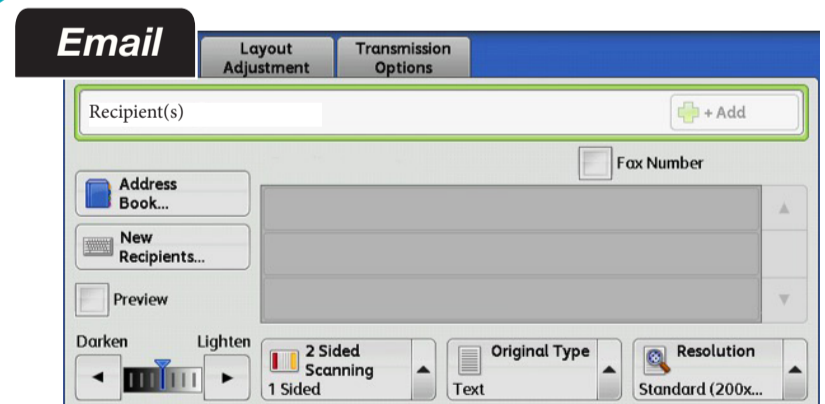 Email
Layout
Adjustment
Transmission
Options
Recipient(s)
+ Add
Fax Number
Address
Book...
New
Recipients...
Preview
Darken
Lighten
2 Sided
Scanning
1 Sided
Original Type
Text
Resolution
Standard (200x...